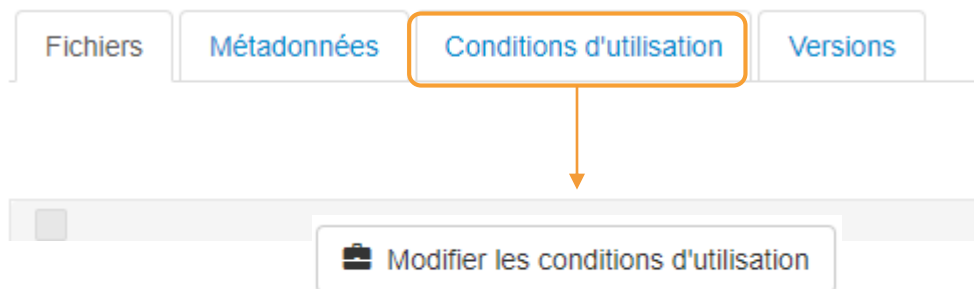 Fichiers Métadonnées Conditions d'utilisation Versions
Modifier les conditions d'utilisation